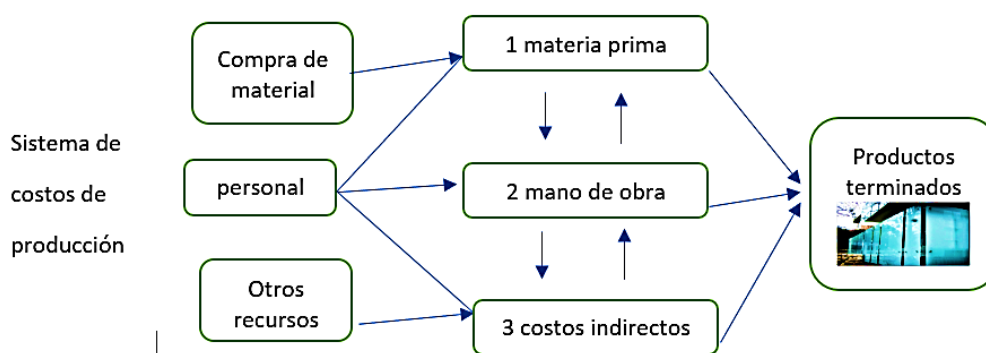 Sistema de
costos de
producción
Compra de
material
personal
Otros
recursos
1 materia prima
2 mano de obra
3 costos indirectos
Productos
terminados